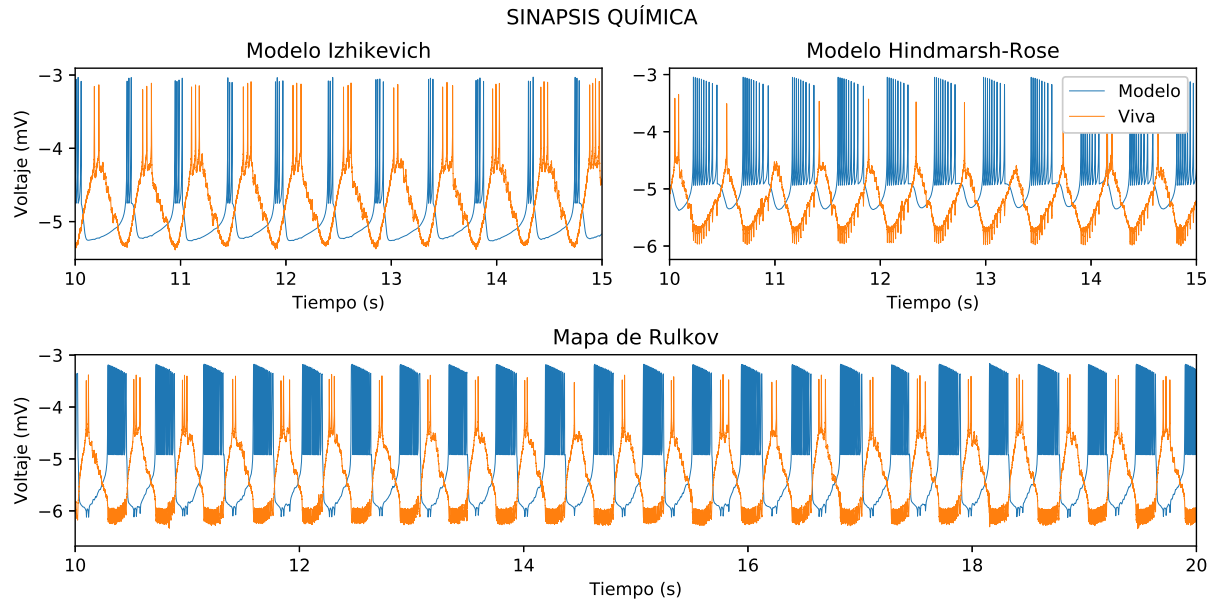 SINAPSIS QUÍMICA
Modelo Izhikevich
Modelo Hindmarsh-Rose
−3
−4
−5
Voltaje (mV)
10 11 12 13 14 15
Tiempo (s)
−3
−4
−5
−6
Modelo
Viva
10 11 12 13 14 15
Tiempo (s)
Mapa de Rulkov
−3
−4
−5
−6
Voltaje (mV)
10 12 14 16 18 20
Tiempo (s)